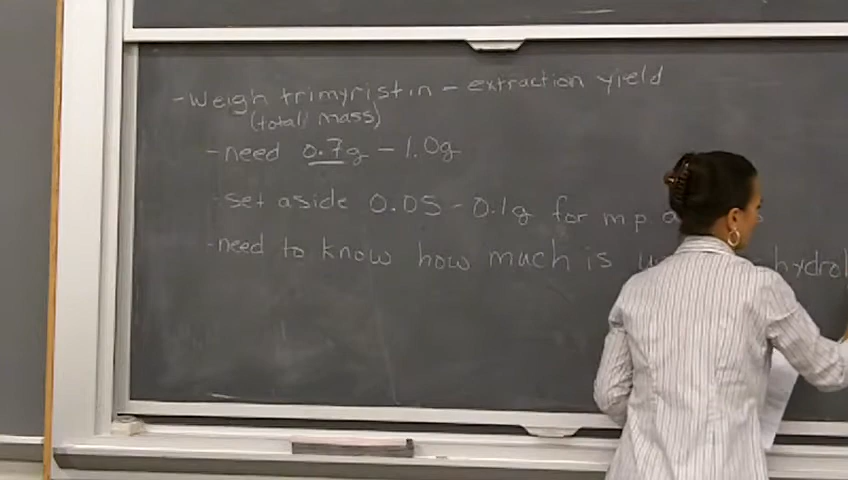 - Weigh trimyristin - extraction yield
(total mass)
- need 0.7g - 1.0g
- set aside 0.05 - 0.1g for mp
- need to know how much is